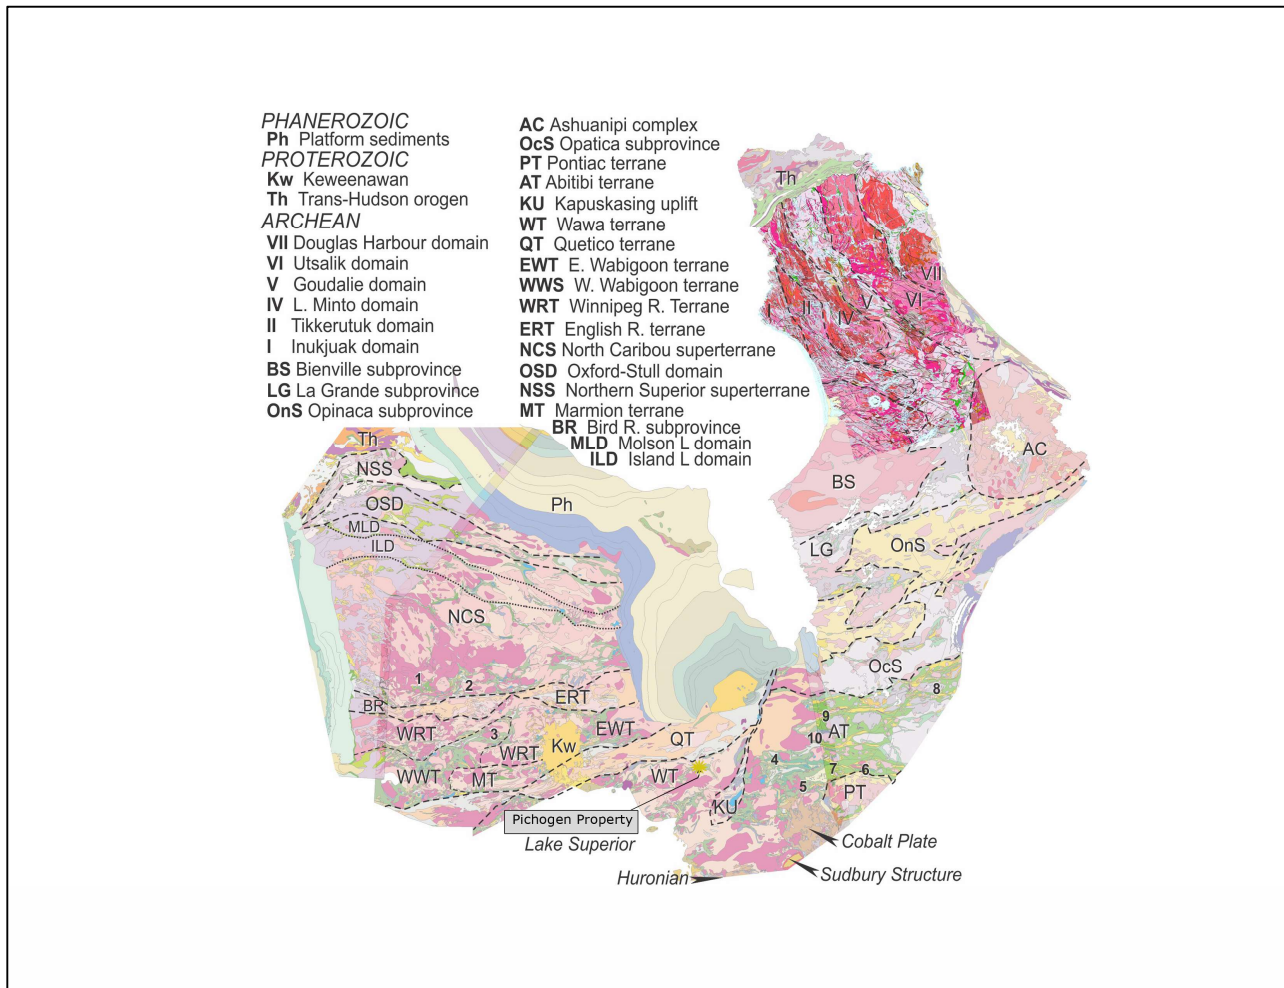 PHANEROZOIC
Ph Platform sediments
PROTEROZOIC
Kw Keweenawan
Th Trans-Hudson orogen
ARCHEAN
VII Douglas Harbour domain
VI Utsalik domain
V Goudalie domain
IV L. Minto domain
II Tikkerutuk domain
I Inukjuak domain
BS Bienville subprovince
LG La Grande subprovince
OnS Opinaca subprovince
AC Ashuanipi complex
OcS Opatica subprovince
PT Pontiac terrane
AT Abitibi terrane
KU Kapuskasing uplift
WT Wawa terrane
QT Quetico terrane
EWT E. Wabigoon terrane
WWS W. Wabigoon terrane
WRT Winnipeg R. Terrane
ERT English R. terrane
NCS North Caribou superterrane
OSD Oxford-Stull domain
NSS Northern Superior superterrane
MT Marmion terrane
BR Bird R. subprovince
MLD Molson L domain
ILD Island L domain
Th
VII
VI
V
IV
II
I
AC
BS
LG
OnS
OcS
Th
NSS
OSD
MLD
ILD
Ph
NCS
1
2
BR
ERT
WRT
3
WRT
EWT
Kw
QT
WWT
MT
WT
KU
8
9
AT
10
4
7
6
5
PT
Pichogen Property
Lake Superior
Cobalt Plate
Huronian
Sudbury Structure